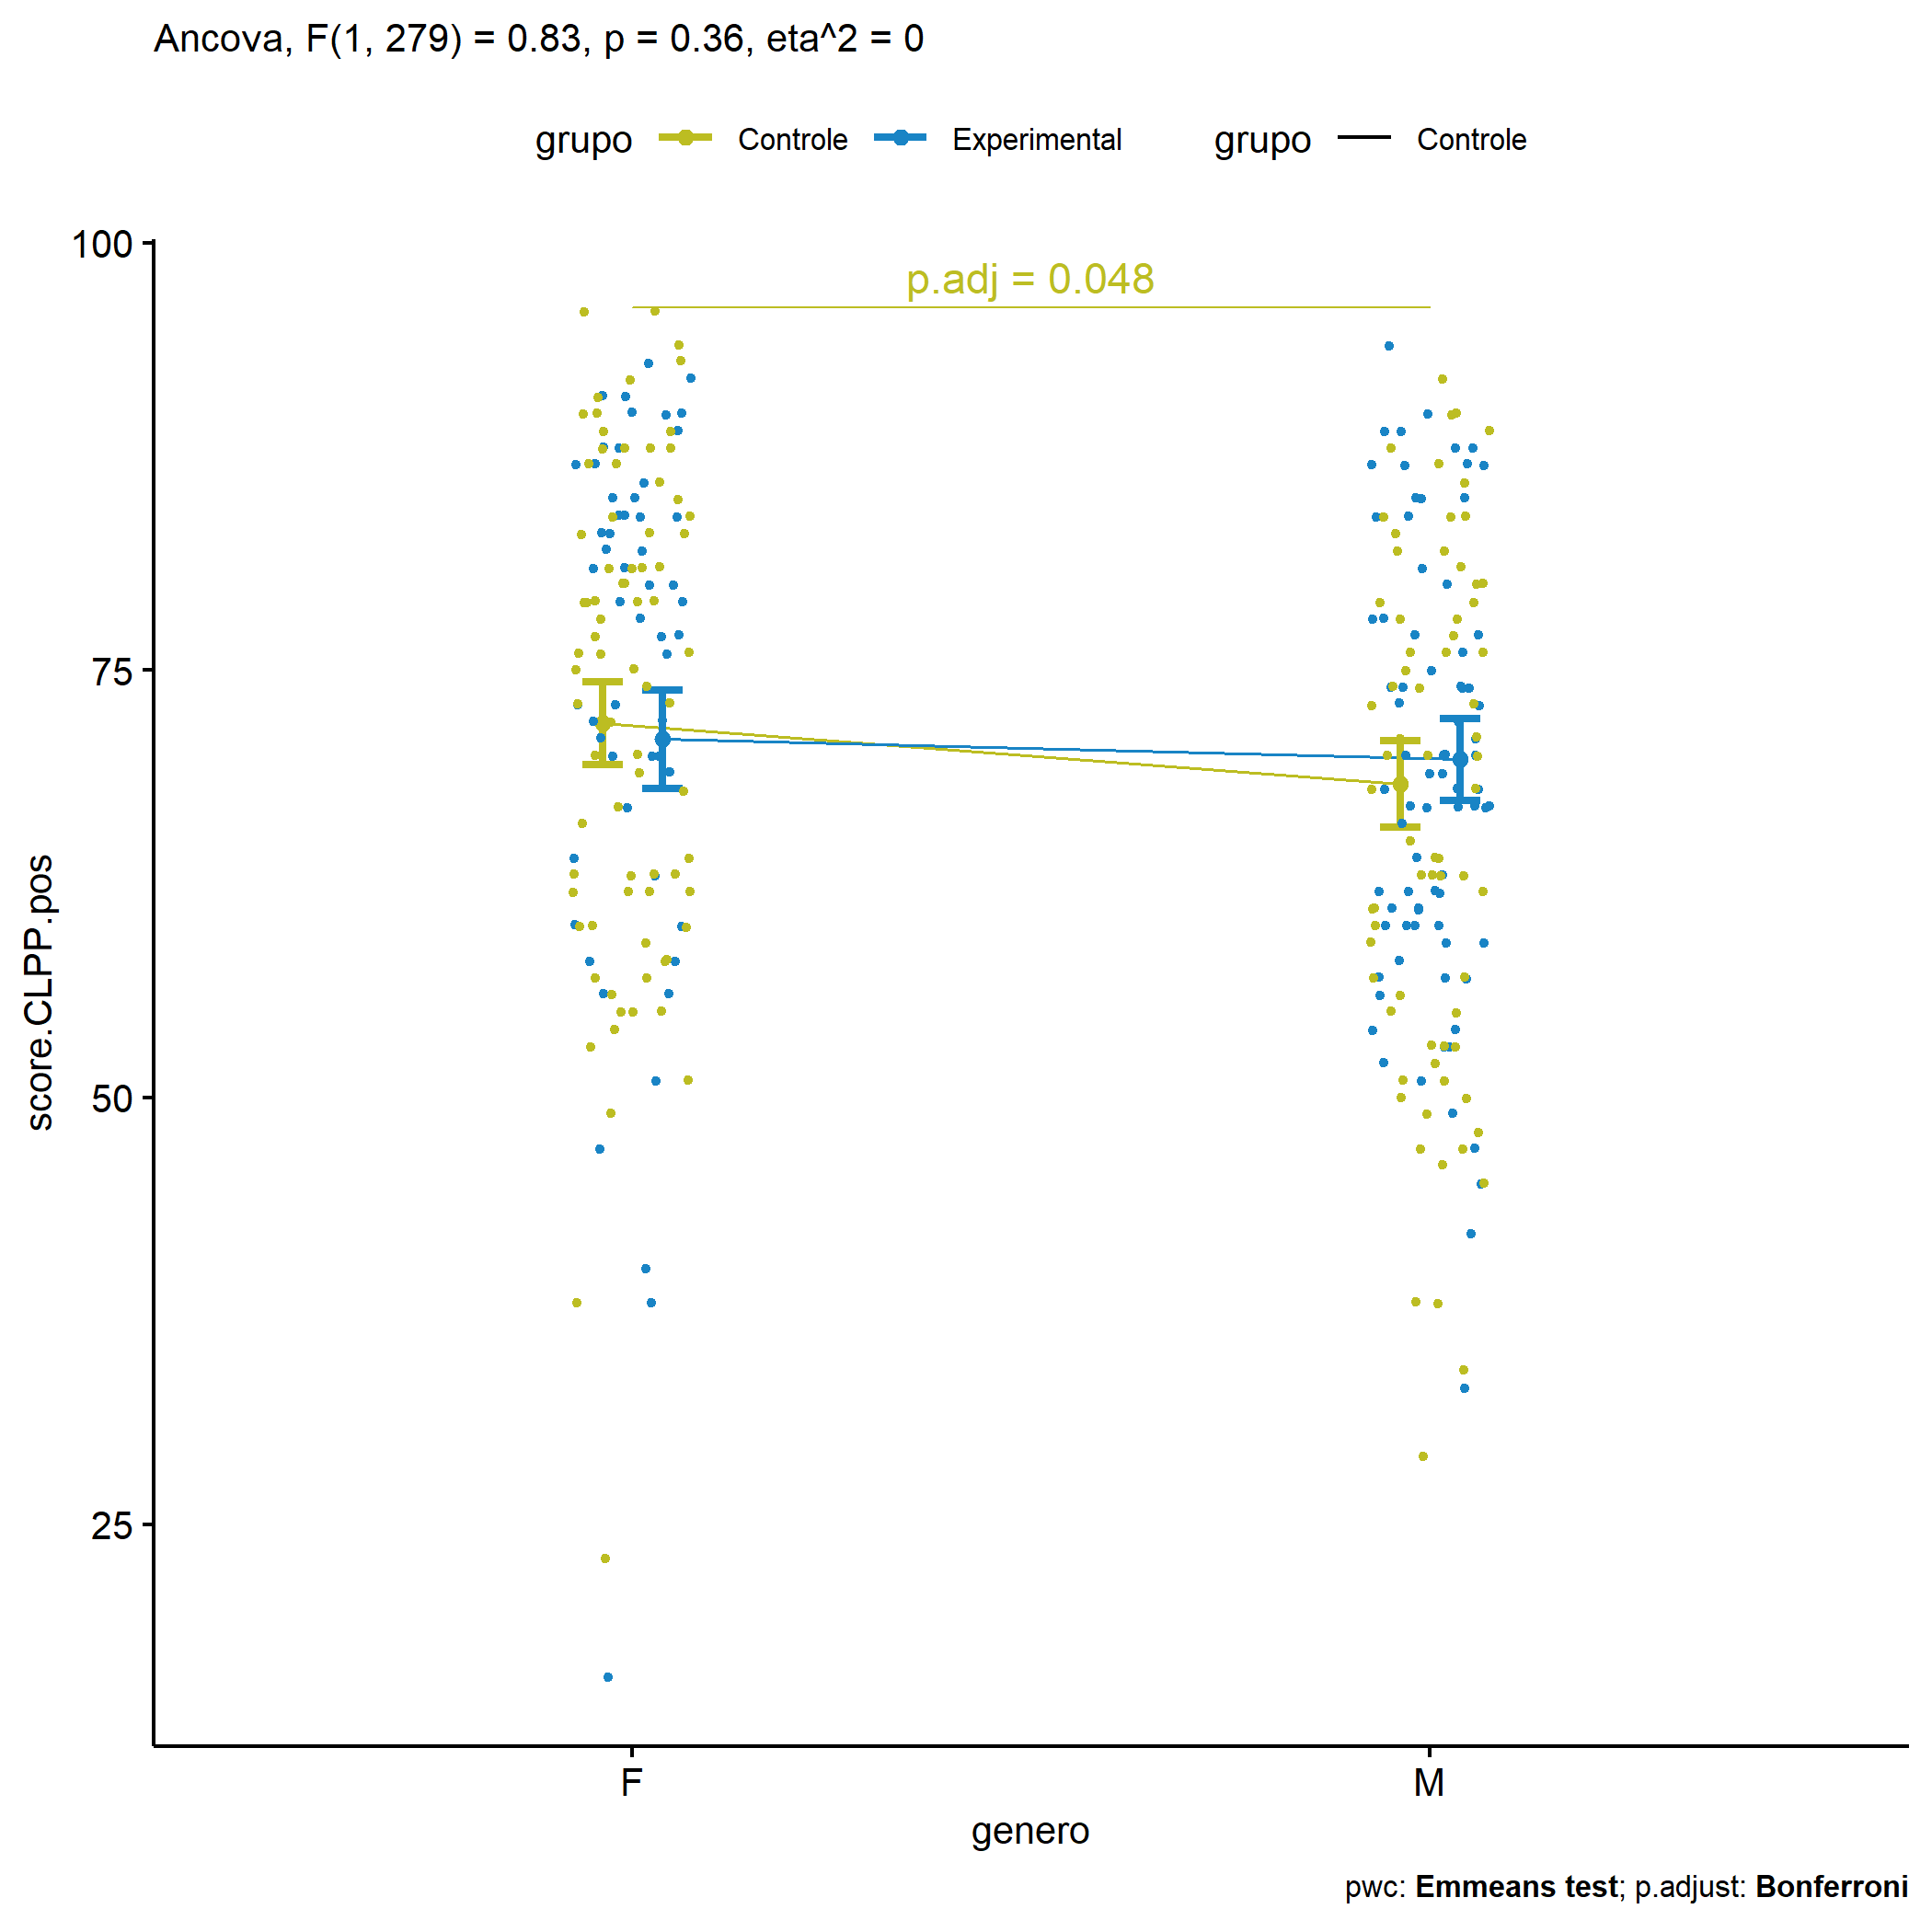 Ancova, F(1, 279) = 0.83, p = 0.36, eta^2 = 0
grupo Controle Experimental grupo Controle
100
p.adj = 0.048
75
50
25
score.CLPP.pos
F M
genero
pwc: Emmeans test; p.adjust: Bonferroni